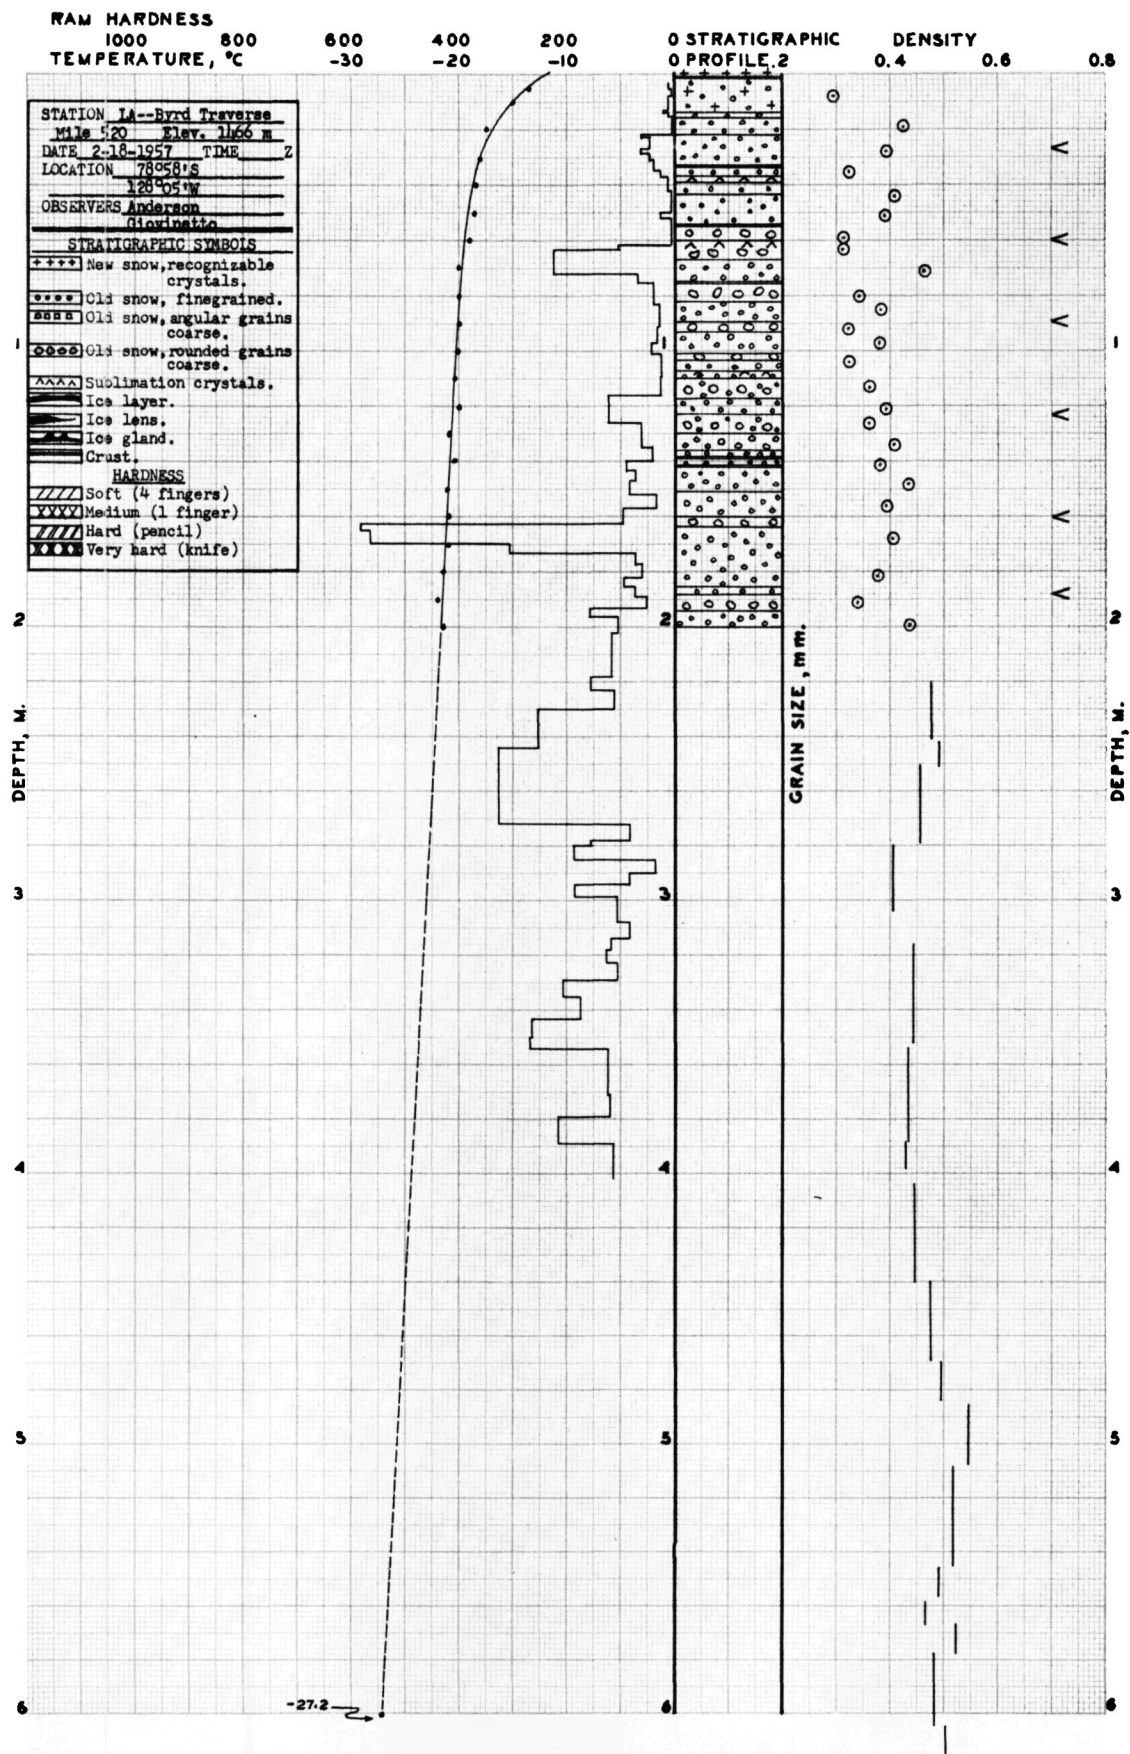 RAM HARDNESS
1000 800 600 400 200 0 STRATIGRAPHIC DENSITY
TEMPERATURE, °C -30 -20 -10 PROFILE. 2 0.4 0.6 0.8
STATION LA--Byrd Traverse
Mile 520 Elev. 1466 m
DATE 2-18-1957 TIME Z
LOCATION 78°58'S
128°05'W
OBSERVERS Anderson
Giovinetto
STRATIGRAPHIC SYMBOLS
New snow, recognizable
crystals.
Old snow, finegrained.
Old snow, angular grains
coarse.
Old snow, rounded grains
coarse.
Sublimation crystals.
Ice layer.
Ice lens.
Ice gland.
Crust.
HARDNESS
Soft (4 fingers)
Medium (1 finger)
Hard (pencil)
Very hard (knife)
1 1 1
2 2 2
DEPTH, M.
GRAIN SIZE, mm.
DEPTH, M.
3 3 3
4 4 4
5 5 5
-27.2
6 6 6